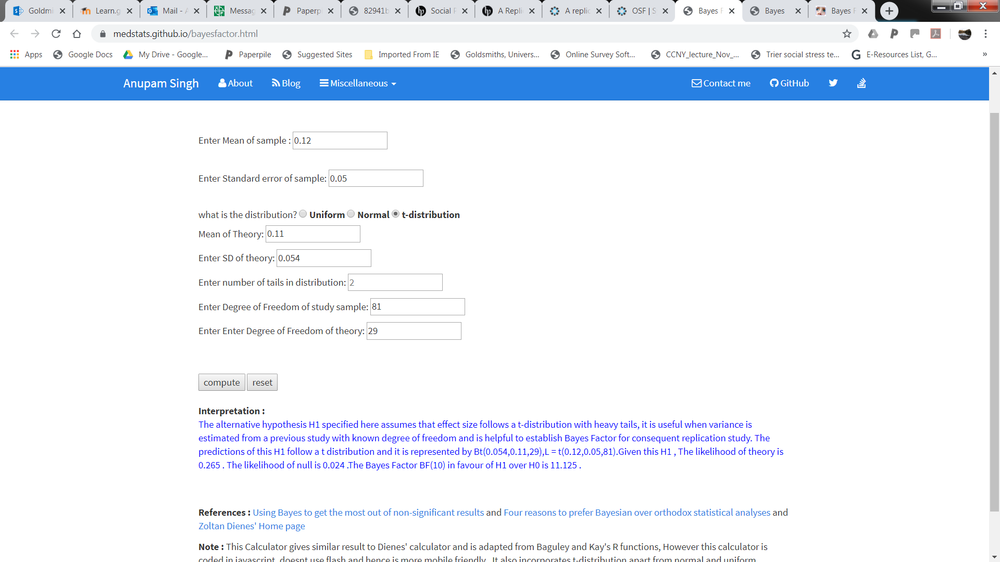 Goldmi Learn.g Mail - A Messag Paperpi 82941b Social P A Repli A replic OSF | S Bayes F Bayes Bayes F
medstats.github.io/bayesfactor.html
Apps Google Docs My Drive - Google... Paperpile Suggested Sites Imported From IE Goldsmiths, Univers... Online Survey Soft... CCNY_lecture_Nov_... Trier social stress te... E-Resources List, G... »
Anupam Singh About Blog Miscellaneous Contact me GitHub
Enter Mean of sample : 0.12
Enter Standard error of sample: 0.05
what is the distribution? Uniform Normal t-distribution
Mean of Theory: 0.11
Enter SD of theory: 0.054
Enter number of tails in distribution: 2
Enter Degree of Freedom of study sample: 81
Enter Enter Degree of Freedom of theory: 29
compute reset
Interpretation :
The alternative hypothesis H1 specified here assumes that effect size follows a t-distribution with heavy tails, it is useful when variance is
estimated from a previous study with known degree of freedom and is helpful to establish Bayes Factor for consequent replication study. The
predictions of this H1 follow a t distribution and it is represented by Bt(0.054,0.11,29),L = t(0.12,0.05,81).Given this H1 , The likelihood of theory is
0.265 . The likelihood of null is 0.024 .The Bayes Factor BF(10) in favour of H1 over H0 is 11.125 .
References : Using Bayes to get the most out of non-significant results and Four reasons to prefer Bayesian over orthodox statistical analyses and
Zoltan Dienes' Home page
Note : This Calculator gives similar result to Dienes' calculator and is adapted from Baguley and Kay's R functions, However this calculator is
coded in javascript, doesnt use flash and hence is more mobile friendly . It also incorporates t-distribution apart from normal and uniform